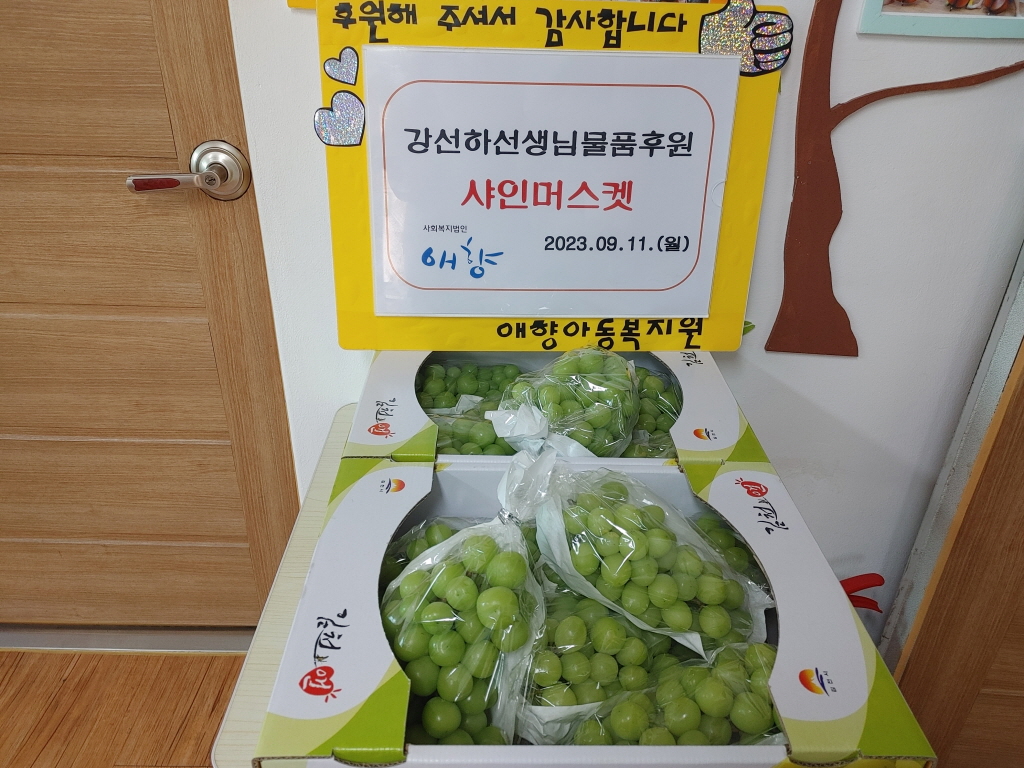 후원해 주셔서 감사합니다
강선하선생님물품후원
샤인머스켓
사회복지법인
애향
2023.09.11.(월)
애향아동복지원